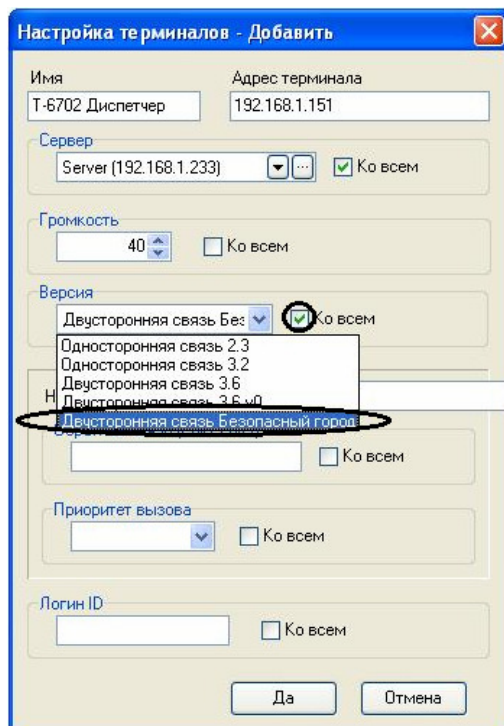 Настройка терминалов - Добавить
Имя Адрес терминала
Т-6702 Диспетчер 192.168.1.151
Сервер
Server (192.168.1.233) ... Ко всем
Громкость
40 Ко всем
Версия
Двусторонняя связь Без Ко всем
Односторонняя связь 2.3
Односторонняя связь 3.2
Двусторонняя связь 3.6
Двусторонняя связь 3.6 v0
Н
Двусторонняя связь Безопасный город
Ко всем
Приоритет вызова
Ко всем
Логин ID
Ко всем
Да Отмена